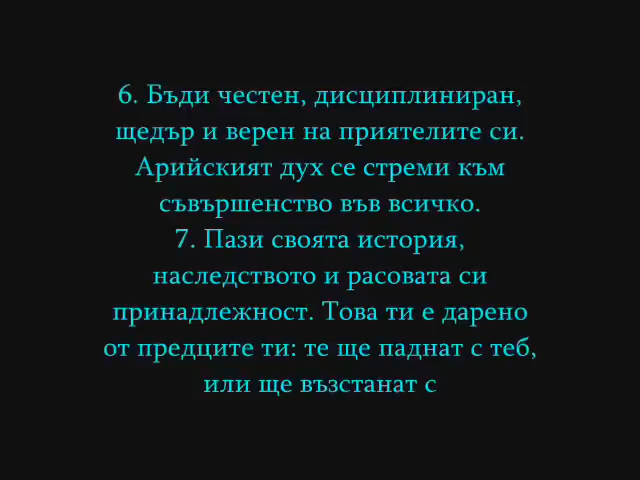 6. Бъди честен, дисциплиниран,
щедър и верен на приятелите си.
Арийският дух се стреми към
съвършенство във всичко.
7. Пази своята история,
наследството и расовата си
принадлежност. Това ти е дарено
от предците ти: те ще паднат с теб,
или ще възстанат с